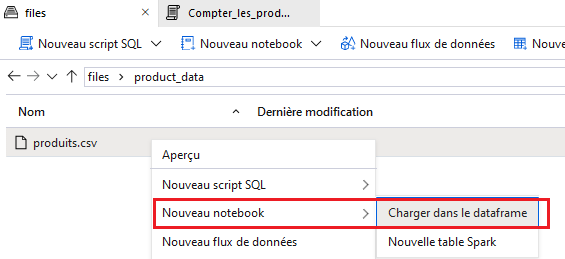 files
Compter_les_prod...
Nouveau script SQL
Nouveau notebook
Nouveau flux de données
Nouvea
files
product_data
Nom
Dernière modification
produits.csv
Aperçu
Nouveau script SQL
Nouveau notebook
Charger dans le dataframe
Nouveau flux de données
Nouvelle table Spark